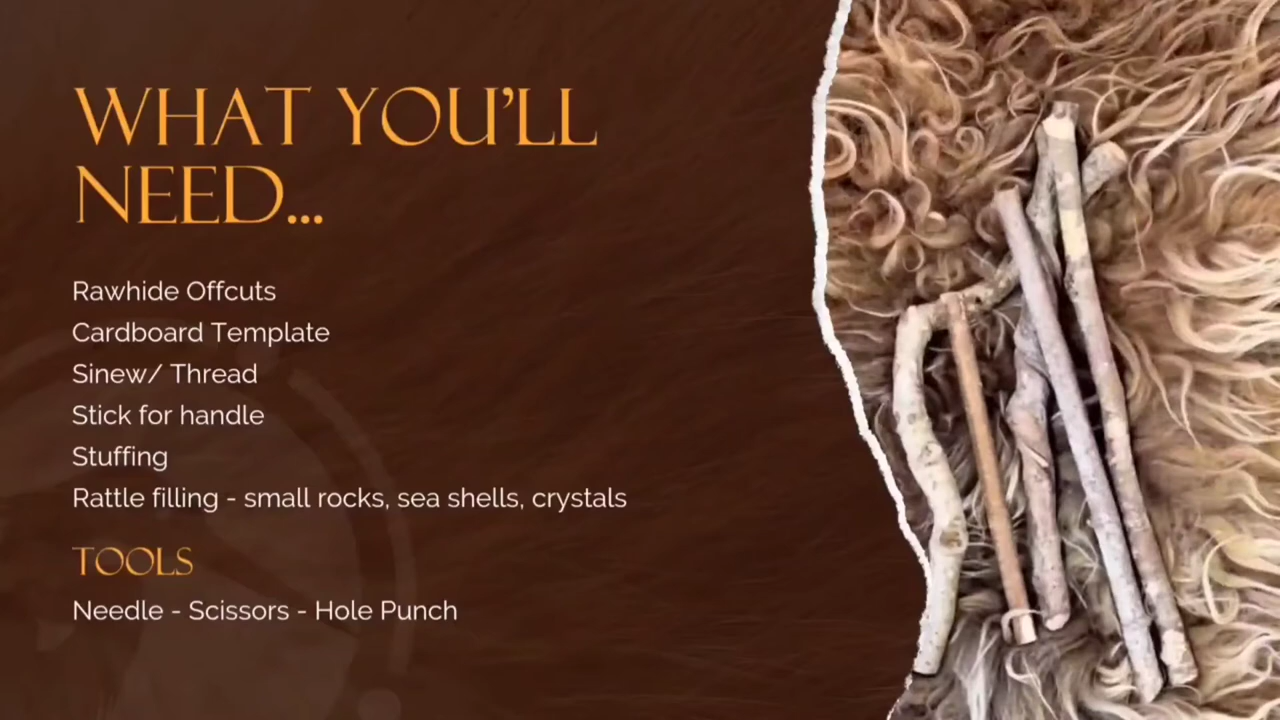 WHAT YOU'LL
NEED...
Rawhide Offcuts
Cardboard Template
Sinew/ Thread
Stick for handle
Stuffing
Rattle filling - small rocks, sea shells, crystals
TOOLS
Needle - Scissors - Hole Punch